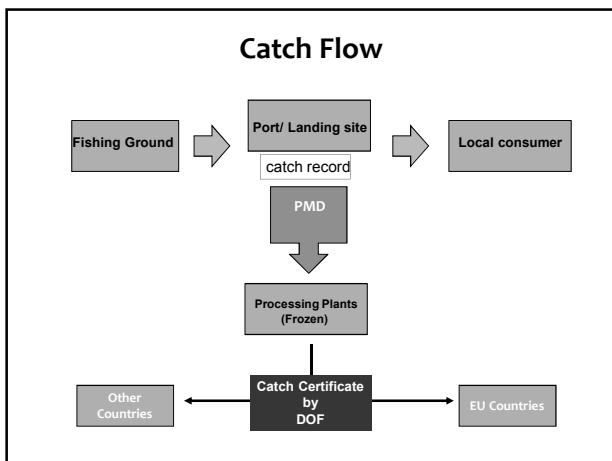 Catch Flow
Fishing Ground
Port/ Landing site
Local consumer
catch record
PMD
Processing Plants
(Frozen)
Other
Countries
Catch Certificate
by
DOF
EU Countries